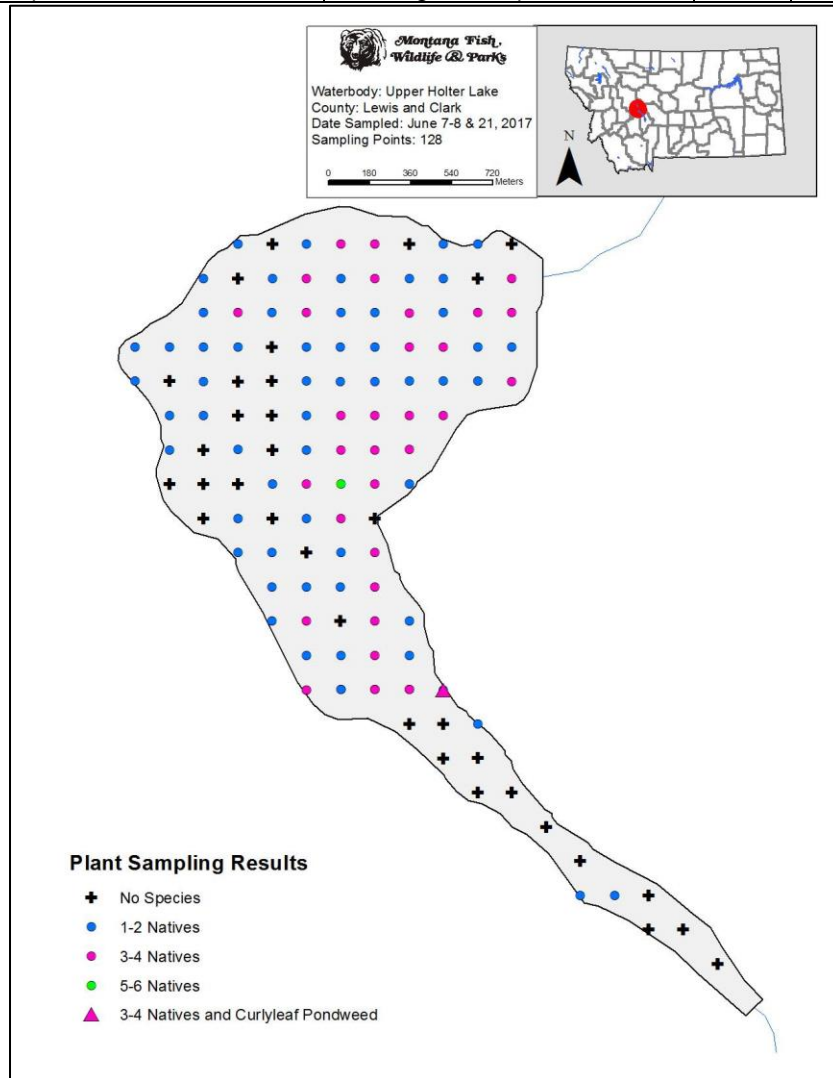 Montana Fish,
Wildlife & Parks
Waterbody: Upper Holter Lake
County: Lewis and Clark
Date Sampled: June 7-8 & 21, 2017
Sampling Points: 128
0 180 360 540 720
Meters
N
Plant Sampling Results
No Species
1-2 Natives
3-4 Natives
5-6 Natives
3-4 Natives and Curlyleaf Pondweed